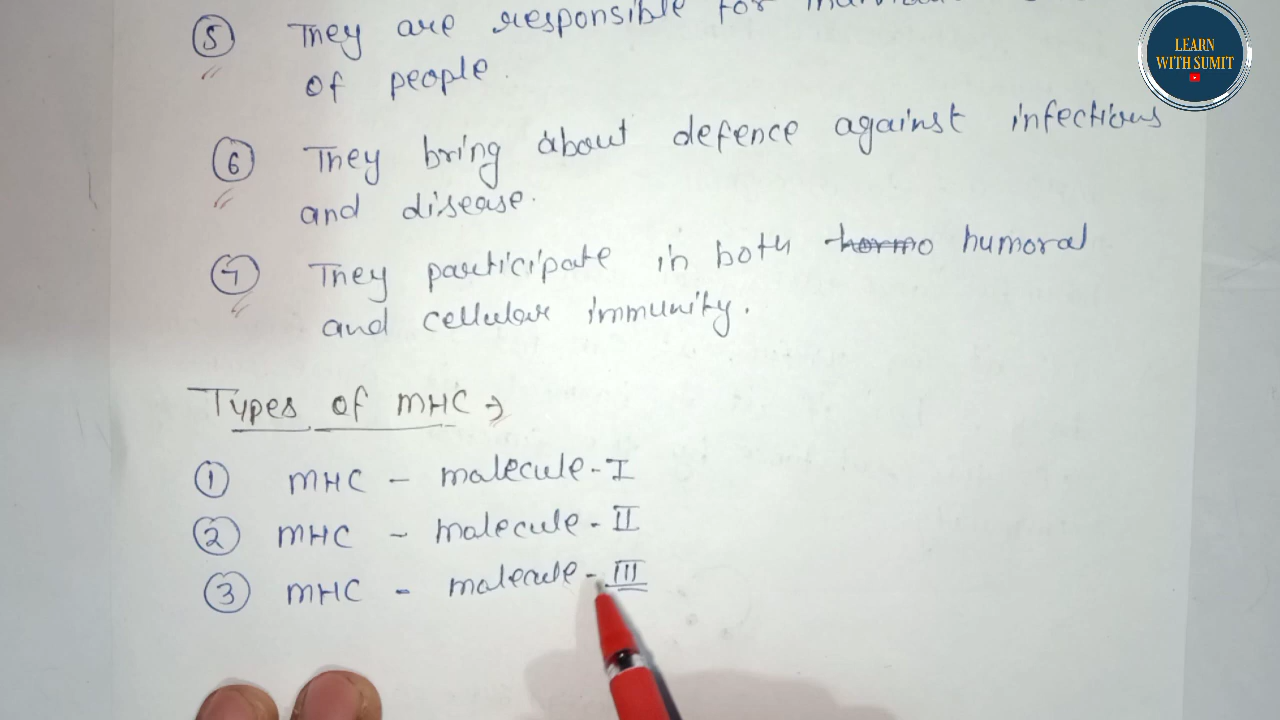 5 They are responsible for
of people.
6 They bring about defence against infectious
and disease.
7 They participate in both hormo humoral
and cellular immunity.
Types of MHC →
1 MHC - molecule - I
2 MHC - molecule - II
3 MHC - molecule - III
LEARN
WITH SUMIT